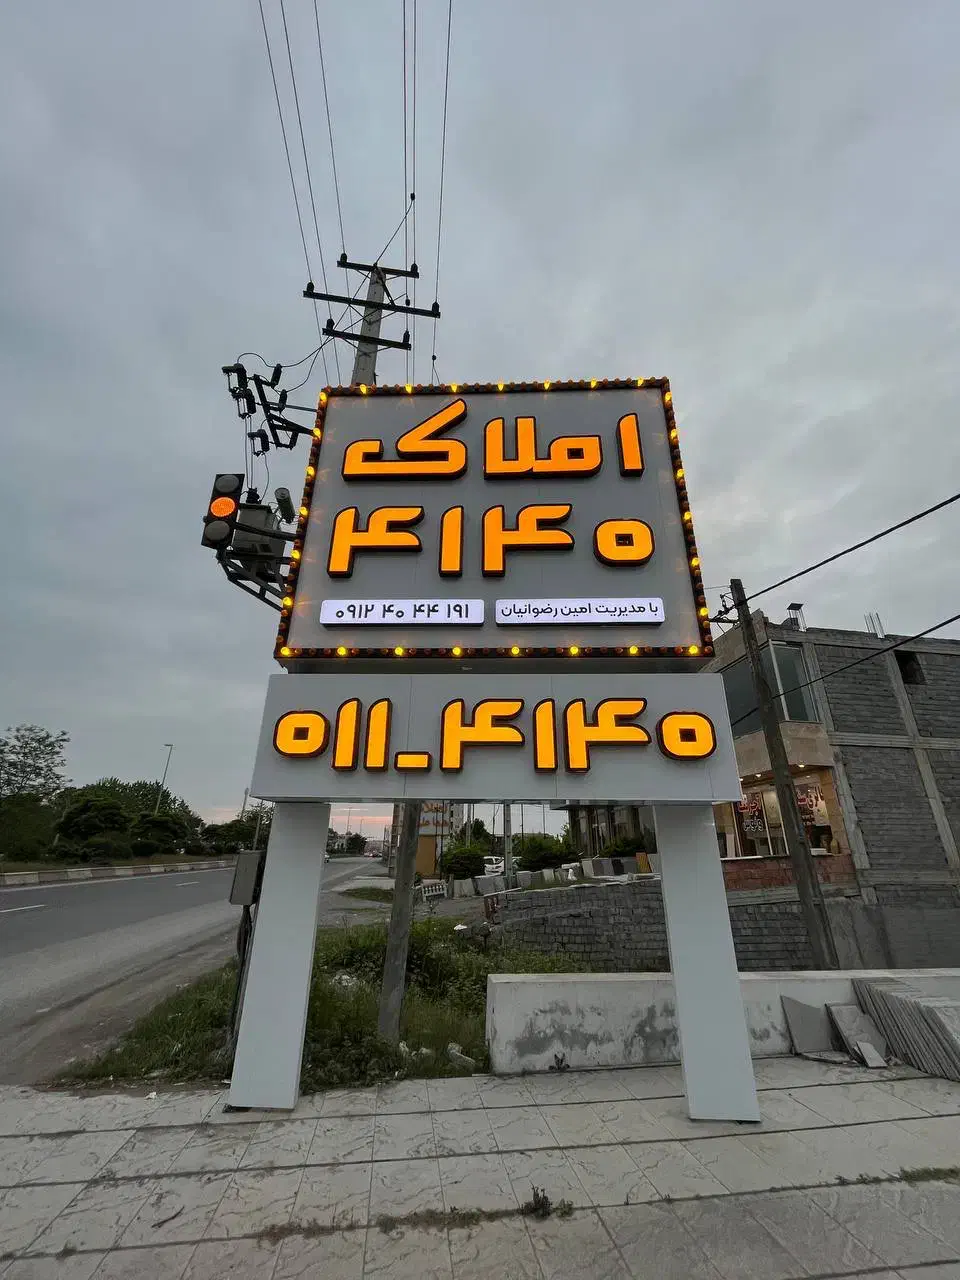 املاک
۴۱۴۰
با مدیریت امین رضوانیان
۰۹۱۲ ۴۰ ۴۴ ۱۹۱
۰۱۱_۴۱۴۰